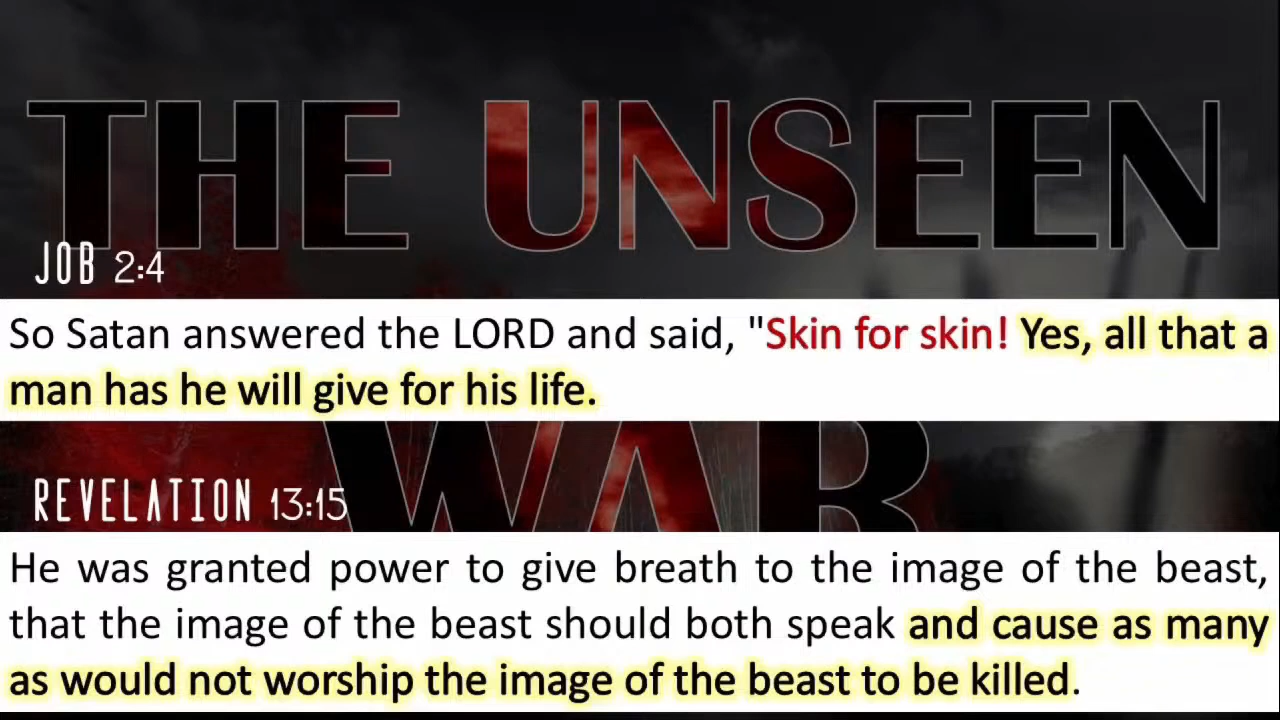 THE UNSEEN
JOB 2:4
So Satan answered the LORD and said, "Skin for skin! Yes, all that a
man has he will give for his life.
WAR
REVELATION 13:15
He was granted power to give breath to the image of the beast,
that the image of the beast should both speak and cause as many
as would not worship the image of the beast to be killed.